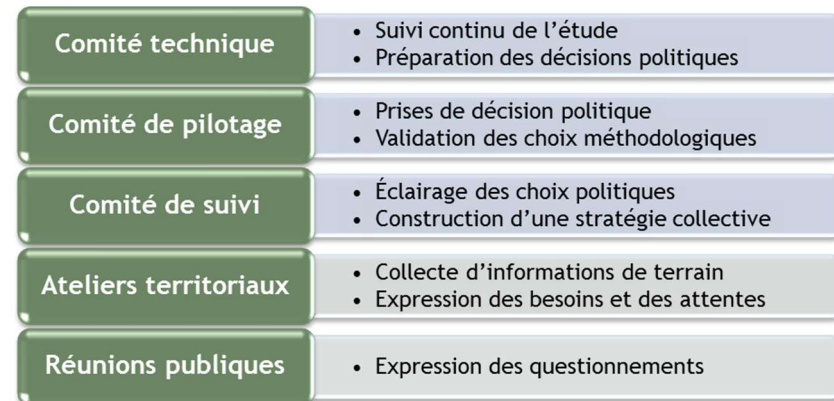 Comité technique
• Suivi continu de l'étude
• Préparation des décisions politiques
Comité de pilotage
• Prises de décision politique
• Validation des choix méthodologiques
Comité de suivi
• Éclairage des choix politiques
• Construction d'une stratégie collective
Ateliers territoriaux
• Collecte d'informations de terrain
• Expression des besoins et des attentes
Réunions publiques
• Expression des questionnements